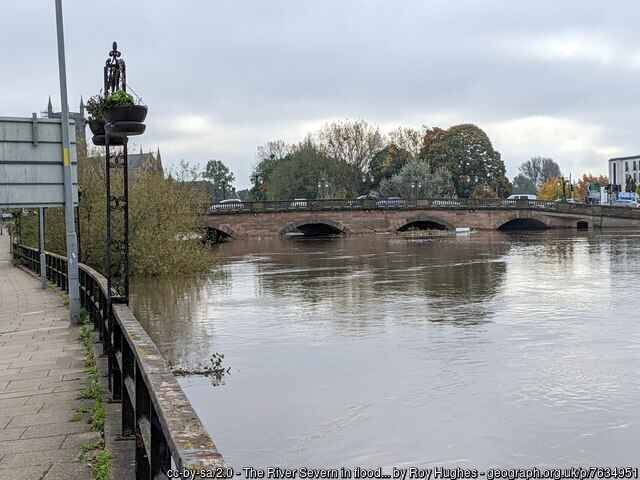 cc-by-sa/2.0 - The River Severn in flood... by Roy Hughes - geograph.org.uk/p/7634951